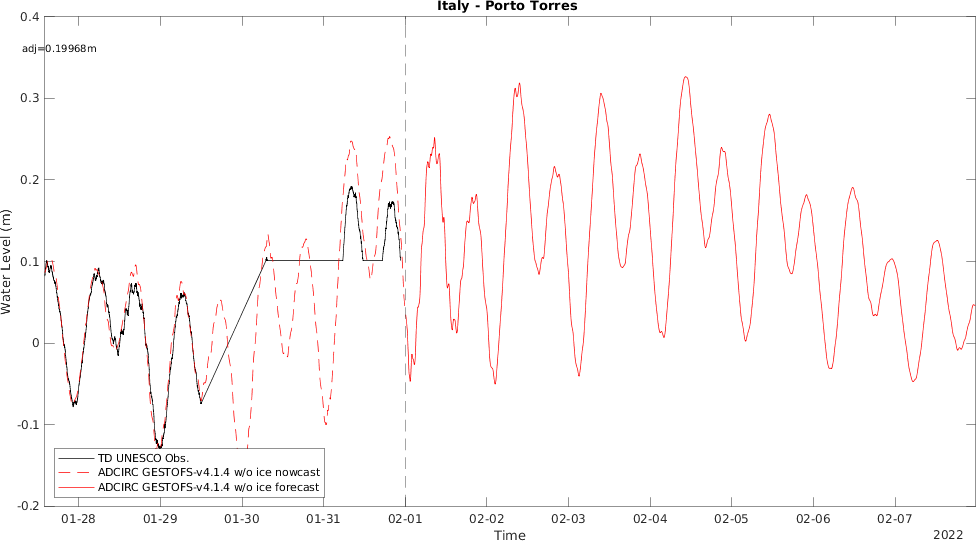 Italy - Porto Torres
adj=0.19968m
0.4
0.3
0.2
0.1
0
-0.1
-0.2
Water Level (m)
TD UNESCO Obs.
ADCIRC GESTOFS-v4.1.4 w/o ice nowcast
ADCIRC GESTOFS-v4.1.4 w/o ice forecast
01-28 01-29 01-30 01-31 02-01 02-02 02-03 02-04 02-05 02-06 02-07
Time
2022